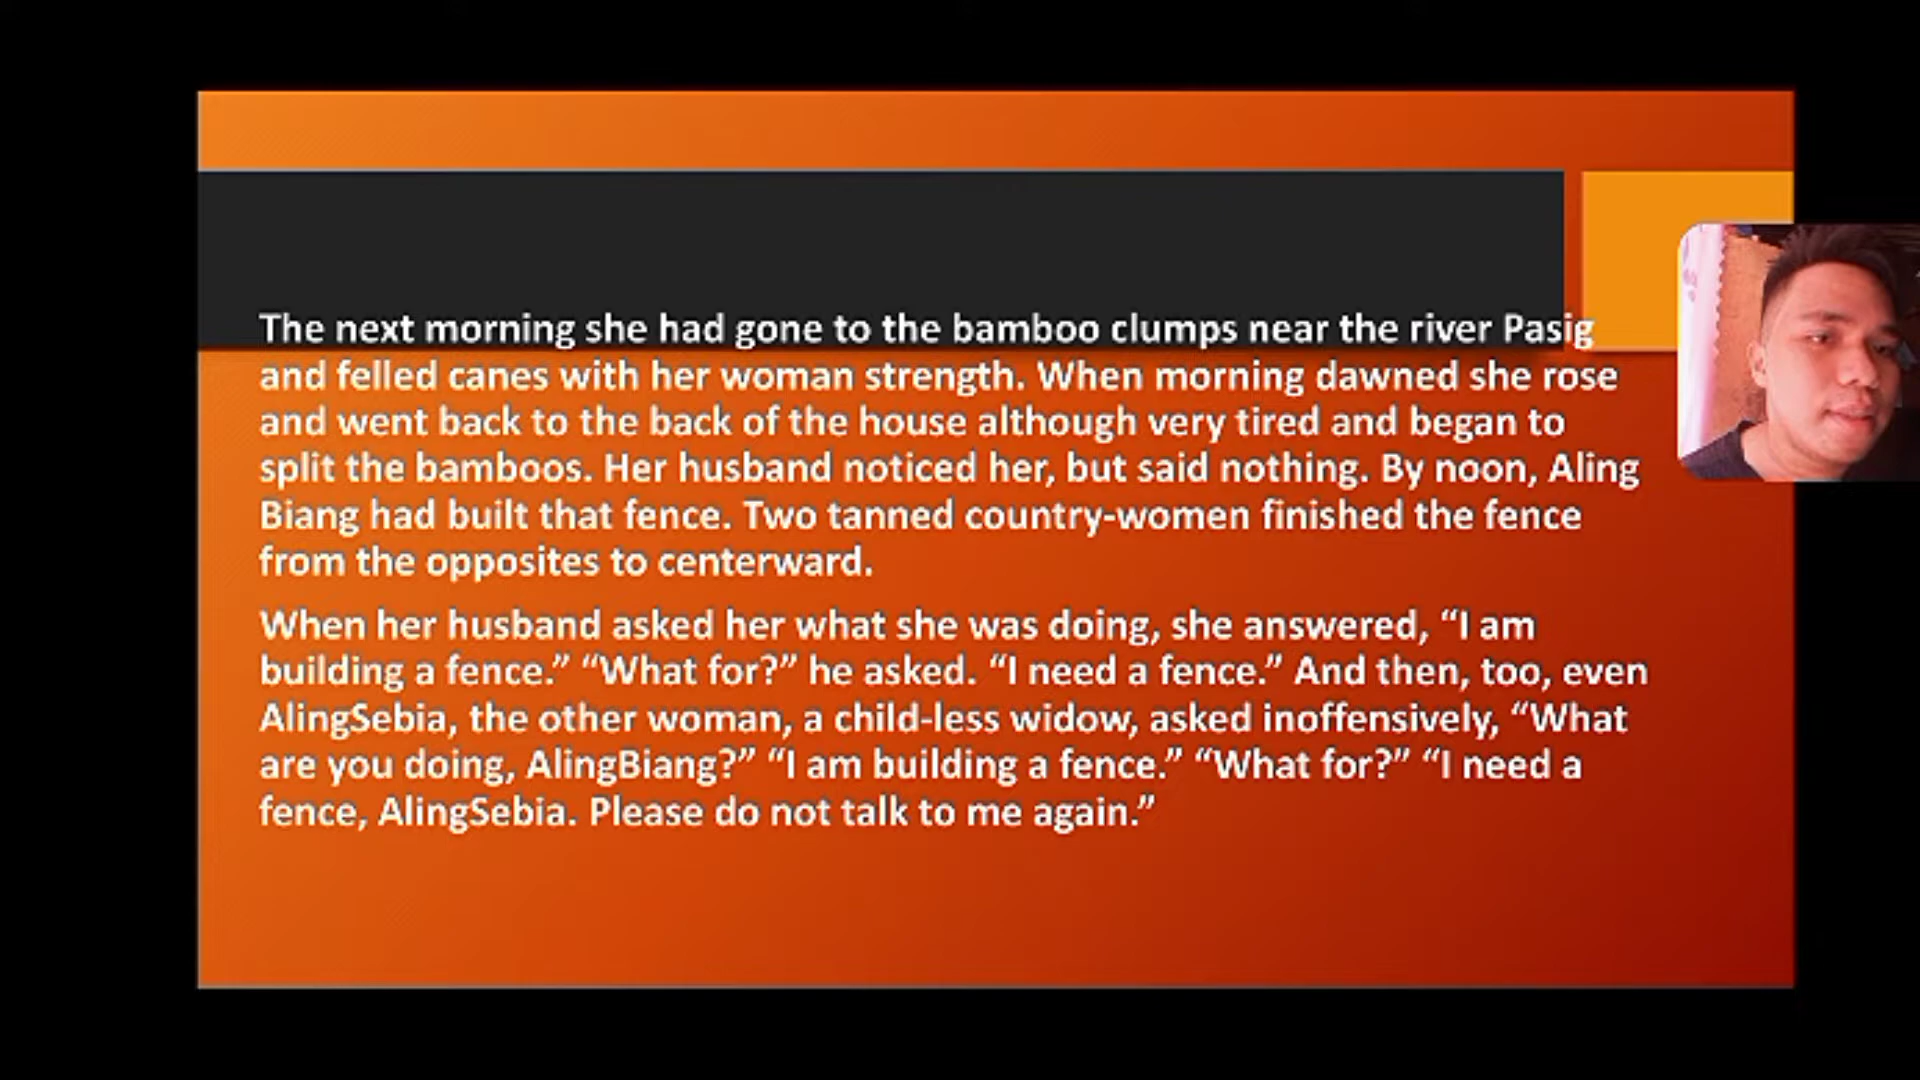 The next morning she had gone to the bamboo clumps near the river Pasig
and felled canes with her woman strength. When morning dawned she rose
and went back to the back of the house although very tired and began to
split the bamboos. Her husband noticed her, but said nothing. By noon, Aling
Biang had built that fence. Two tanned country-women finished the fence
from the opposites to centerward.
When her husband asked her what she was doing, she answered, “I am
building a fence.” “What for?” he asked. “I need a fence.” And then, too, even
AlingSebia, the other woman, a child-less widow, asked inoffensively, “What
are you doing, AlingBiang?” “I am building a fence.” “What for?” “I need a
fence, AlingSebia. Please do not talk to me again.”